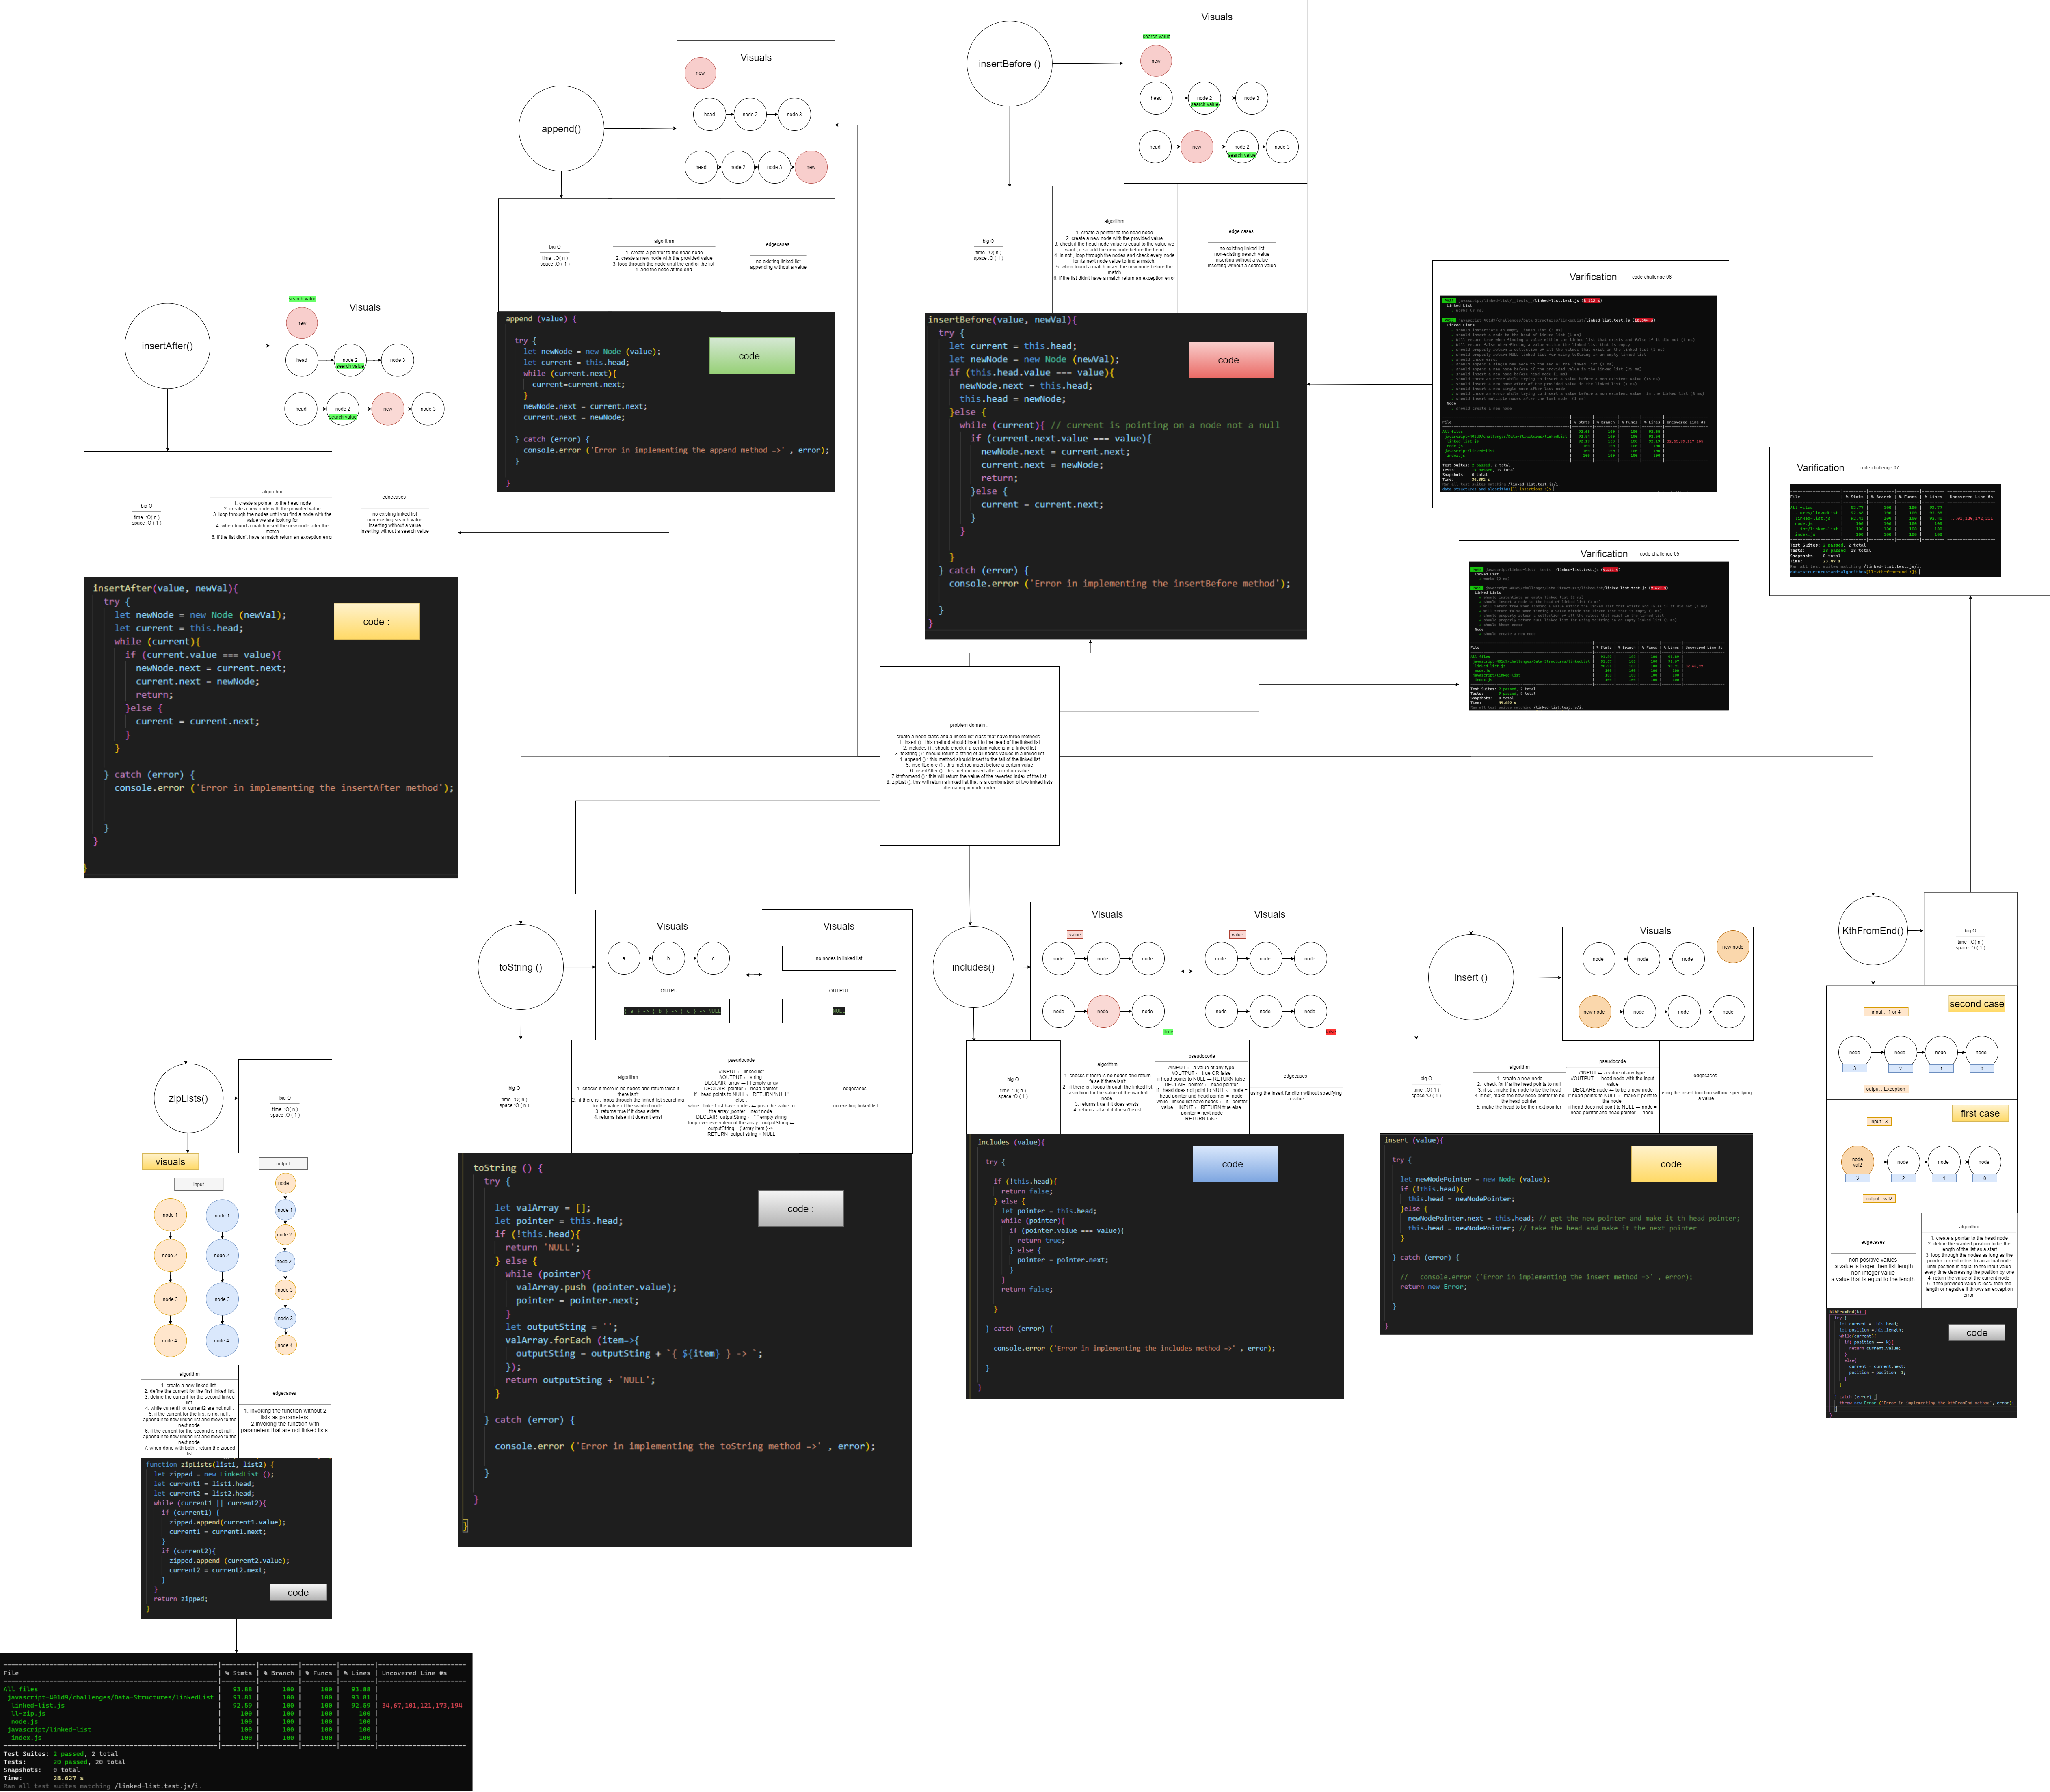 Visuals
search value
new
head
node 2
search value
node 3
head
new
node 2
search value
node 3
insertBefore ()
big O
time :O( n )
space :O ( 1 )
algorithm
1. create a pointer to the head node
2. create a new node with the provided value
3. check if the head node value is equal to the value we
want , if so add the new node before the head
4. in not , loop through the nodes and check every node
for its next node value to find a match.
5. when found a match insert the new node before the
match
6. if the list didn't have a match return an exception error
edge cases
no existing linked list
non-existing search value
inserting without a value
inserting without a search value
insertBefore(value, newVal){
try {
let current = this.head;
let newNode = new Node (newVal);
if (this.head.value === value){
newNode.next = this.head;
this.head = newNode;
}else {
while (current){ // current is pointing on a node not a null
if (current.next.value === value){
newNode.next = current.next;
current.next = newNode;
return;
}else {
current = current.next;
}
}
}
} catch (error) {
console.error ('Error in implementing the insertBefore method');
}
}
code :
append()
Visuals
new
head
node 2
node 3
head
node 2
node 3
new
big O
time :O( n )
space :O ( 1 )
algorithm
1. create a pointer to the head node
2. create a new node with the provided value
3. loop through the node until the end of the list
4. add the node at the end
edgecases
no existing linked list
appending without a value
append (value) {
try {
let newNode = new Node (value);
let current = this.head;
while (current.next){
current=current.next;
}
newNode.next = current.next;
current.next = newNode;
} catch (error) {
console.error ('Error in implementing the append method =>' , error);
}
}
code :
insertAfter()
Visuals
search value
new
head
node 2
search value
node 3
head
node 2
search value
new
node 3
big O
time :O( n )
space :O ( 1 )
algorithm
1. create a pointer to the head node
2. create a new node with the provided value
3. loop through the nodes until you find a node with the
value we are looking for
4. when found a match insert the new node after the
match
6. if the list didn't have a match return an exception erro
edgecases
no existing linked list
non-existing search value
inserting without a value
inserting without a search value
insertAfter(value, newVal){
try {
let newNode = new Node (newVal);
let current = this.head;
while (current){
if (current.value === value){
newNode.next = current.next;
current.next = newNode;
return;
}else {
current = current.next;
}
}
} catch (error) {
console.error ('Error in implementing the insertAfter method');
}
}
}
code :
Varification
code challenge 06
Varification
code challenge 07
Varification
code challenge 05
problem domain :
create a node class and a linked list class that have three methods :
1. insert () : this method should insert to the head of the linked list
2. includes () : should check if a certain value is in a linked list
3. toString () : should return a string of all nodes values in a linked list
4. append () : this method should insert to the tail of the linked list
5. insertBefore () : this method insert before a certain value
6. insertAfter () : this method insert after a certain value
7.kthfromend () : this will return the value of the reverted index of the list
8. zipList (): this will return a linked list that is a combination of two linked lists
alternating in node order
toString ()
Visuals
a
b
c
OUTPUT
{ a } -> { b } -> { c } -> NULL
Visuals
no nodes in linked list
OUTPUT
NULL
big O
time :O( n )
space :O( n )
algorithm
1. checks if there is no nodes and return false if
there isn't
2. if there is , loops through the linked list searching
for the value of the wanted node
3. returns true if it does exists
4. returns false if it doesn't exist
pseudocode
//INPUT <-- linked list
//OUTPUT <-- string
DECLAIR array <-- [ ] empty array
DECLAIR pointer <-- head pointer
if head points to NULL <-- RETURN 'NULL'
else
while linked list have nodes <-- push the value to
the array ,pointer = next node
DECLAIR outputString <-- " " empty string
loop over every item of the array : outputString <--
outputString + { array item } ->
RETURN output string + NULL
edgecases
no existing linked list
toString () {
try {
let valArray = [];
let pointer = this.head;
if (!this.head){
return 'NULL';
} else {
while (pointer){
valArray.push (pointer.value);
pointer = pointer.next;
}
let outputSting = '';
valArray.forEach (item=>{
outputSting = outputSting + `{ ${item} } -> `;
});
return outputSting + 'NULL';
}
} catch (error) {
console.error ('Error in implementing the toString method =>' , error);
}
}
code :
includes()
Visuals
value
node
node
node
node
node
node
True
Visuals
value
node
node
node
node
node
node
false
big O
time :O( n )
space :O ( 1 )
algorithm
1. checks if there is no nodes and return
false if there isn't
2. if there is , loops through the linked list
searching for the value of the wanted
node
3. returns true if it does exists
4. returns false if it doesn't exist
pseudocode
//INPUT <-- a value of any type
//OUTPUT <-- true OR false
if head points to NULL <-- RETURN false
DECLAIR pointer <-- head pointer
if head does not point to NULL <-- node =
head pointer and head pointer = node
while linked list have nodes <-- if pointer
value = INPUT <-- RETURN true else
pointer = next node
RETURN false
edgecases
using the insert function without specifying
a value
includes (value){
try {
if (!this.head){
return false;
} else {
let pointer = this.head;
while (pointer){
if (pointer.value === value){
return true;
} else {
pointer = pointer.next;
}
}
return false;
}
} catch (error) {
console.error ('Error in implementing the includes method =>' , error);
}
}
code :
insert ()
Visuals
new node
node
node
node
new node
node
node
node
big O
time :O( 1 )
space :O ( 1 )
algorithm
1. create a new node
2. check for if a the head points to null
3. if so , make the node to be the head
4. if not, make the new node pointer to be
the head pointer
5. make the head to be the next pointer
pseudocode
//INPUT <-- a value of any type
//OUTPUT <-- head node with the input
value
DECLARE node <-- to be a new node
if head points to NULL <-- make it point to
the node
if head does not point to NULL <-- node =
head pointer and head pointer = node
edgecases
using the insert function without specifying
a value
insert (value){
try {
let newNodePointer = new Node (value);
if (!this.head){
this.head = newNodePointer;
}else {
newNodePointer.next = this.head; // get the new pointer and make it th head pointer;
this.head = newNodePointer; // take the head and make it the next pointer
}
} catch (error) {
// console.error ('Error in implementing the insert method =>' , error);
return new Error;
}
}
code :
KthFromEnd()
big O
time :O( n )
space :O ( 1 )
second case
input : -1 or 4
node
node
node
node
3
2
1
0
output : Exception
first case
input : 3
node
val2
node
node
node
3
2
1
0
output : val2
edgecases
non positive values
a value is larger then list length
non integer value
a value that is equal to the length
algorithm
1. create a pointer to the head node
2. define the wanted position to be the
length of the list as a start
3. loop through the nodes as long as the
pointer current refers to an actual node
until position is equal to the input value
every time decreasing the position by one
4. return the value of the current node
6. if the provided value is less/ then the
length or negative it throws an exception
error
kthFromEnd(k) {
try {
let current = this.head;
let position =this.length;
while(current){
if( position === k){
return current.value;
}
else{
current = current.next;
position = position -1;
}
}
} catch (error) {
throw new Error ('Error in implementing the kthFromEnd method', error);
}
code
zipLists()
big O
time :O( n )
space :O ( 1 )
visuals
input
output
node 1
node 2
node 3
node 4
node 1
node 2
node 3
node 4
node 1
node 1
node 2
node 2
node 3
node 3
node 4
algorithm
1. create a new linked list .
2. define the current for the first linked list.
3. define the current for the second linked
list.
4. while current1 or current2 are not null :
5. if the current for the first is not null :
append it to new linked list and move to the
next node
6. if the current for the second is not null :
append it to new linked list and move to the
next node
7. when done with both , return the zipped
list
edgecases
1. invoking the function without 2
lists as parameters
2.invoking the function with
parameters that are not linked lists
function zipLists(list1, list2) {
let zipped = new LinkedList ();
let current1 = list1.head;
let current2 = list2.head;
while (current1 || current2){
if (current1) {
zipped.append(current1.value);
current1 = current1.next;
}
if (current2){
zipped.append (current2.value);
current2 = current2.next;
}
}
return zipped;
}
code
File | % Stmts | % Branch | % Funcs | % Lines | Uncovered Line #s
All files | 93.88 | 100 | 100 | 93.88 |
javascript-401d9/challenges/Data-Structures/linkedList | 93.81 | 100 | 100 | 93.81 |
linked-list.js | 92.59 | 100 | 100 | 92.59 | 34,67,101,121,173,194
ll-zip.js | 100 | 100 | 100 | 100 |
node.js | 100 | 100 | 100 | 100 |
javascript/linked-list | 100 | 100 | 100 | 100 |
index.js | 100 | 100 | 100 | 100 |
Test Suites: 2 passed, 2 total
Tests: 20 passed, 20 total
Snapshots: 0 total
Time: 28.627 s
Ran all test suites matching /linked-list.test.js/i.